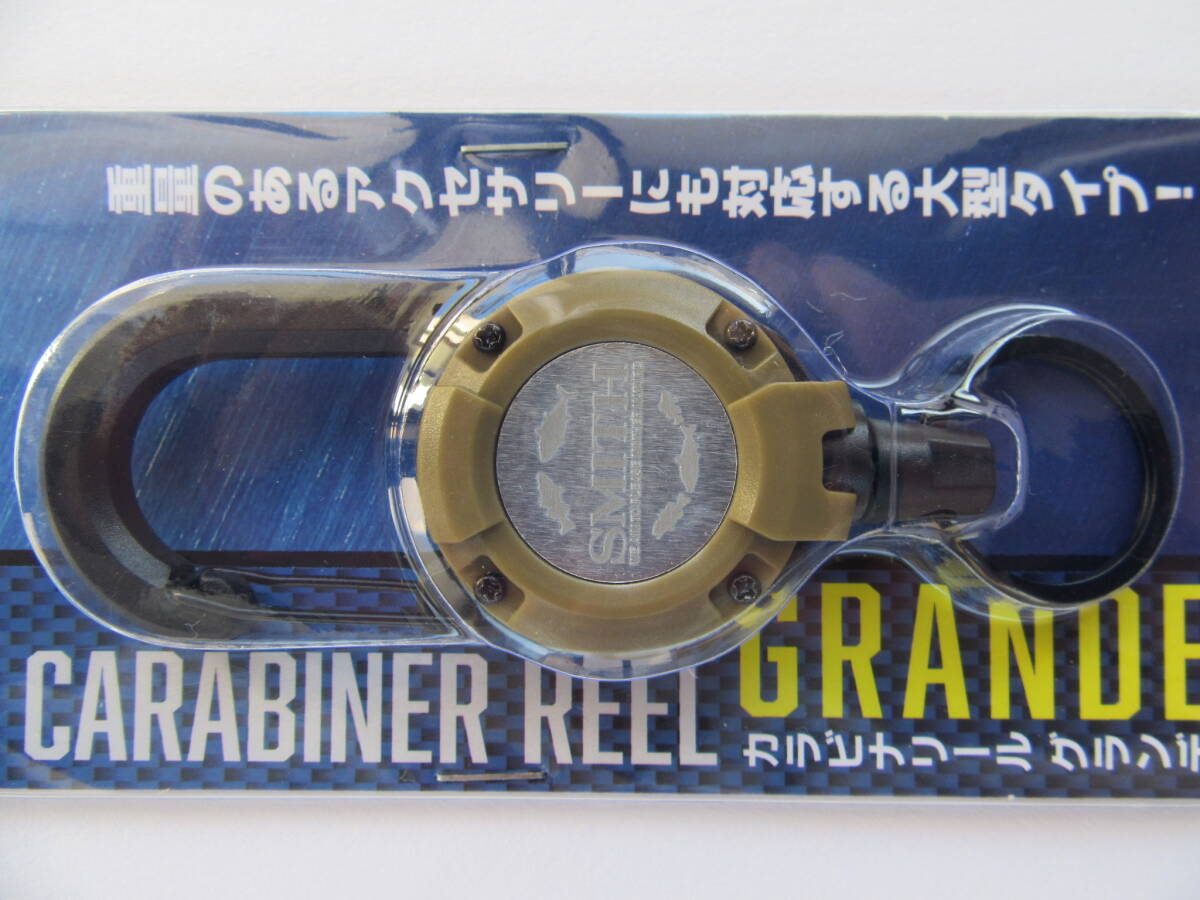 重量のあるアクセサリーにも対応する大型タイプ！
SMITH
CARABINER REEL GRANDE
カラビナリール グランデ